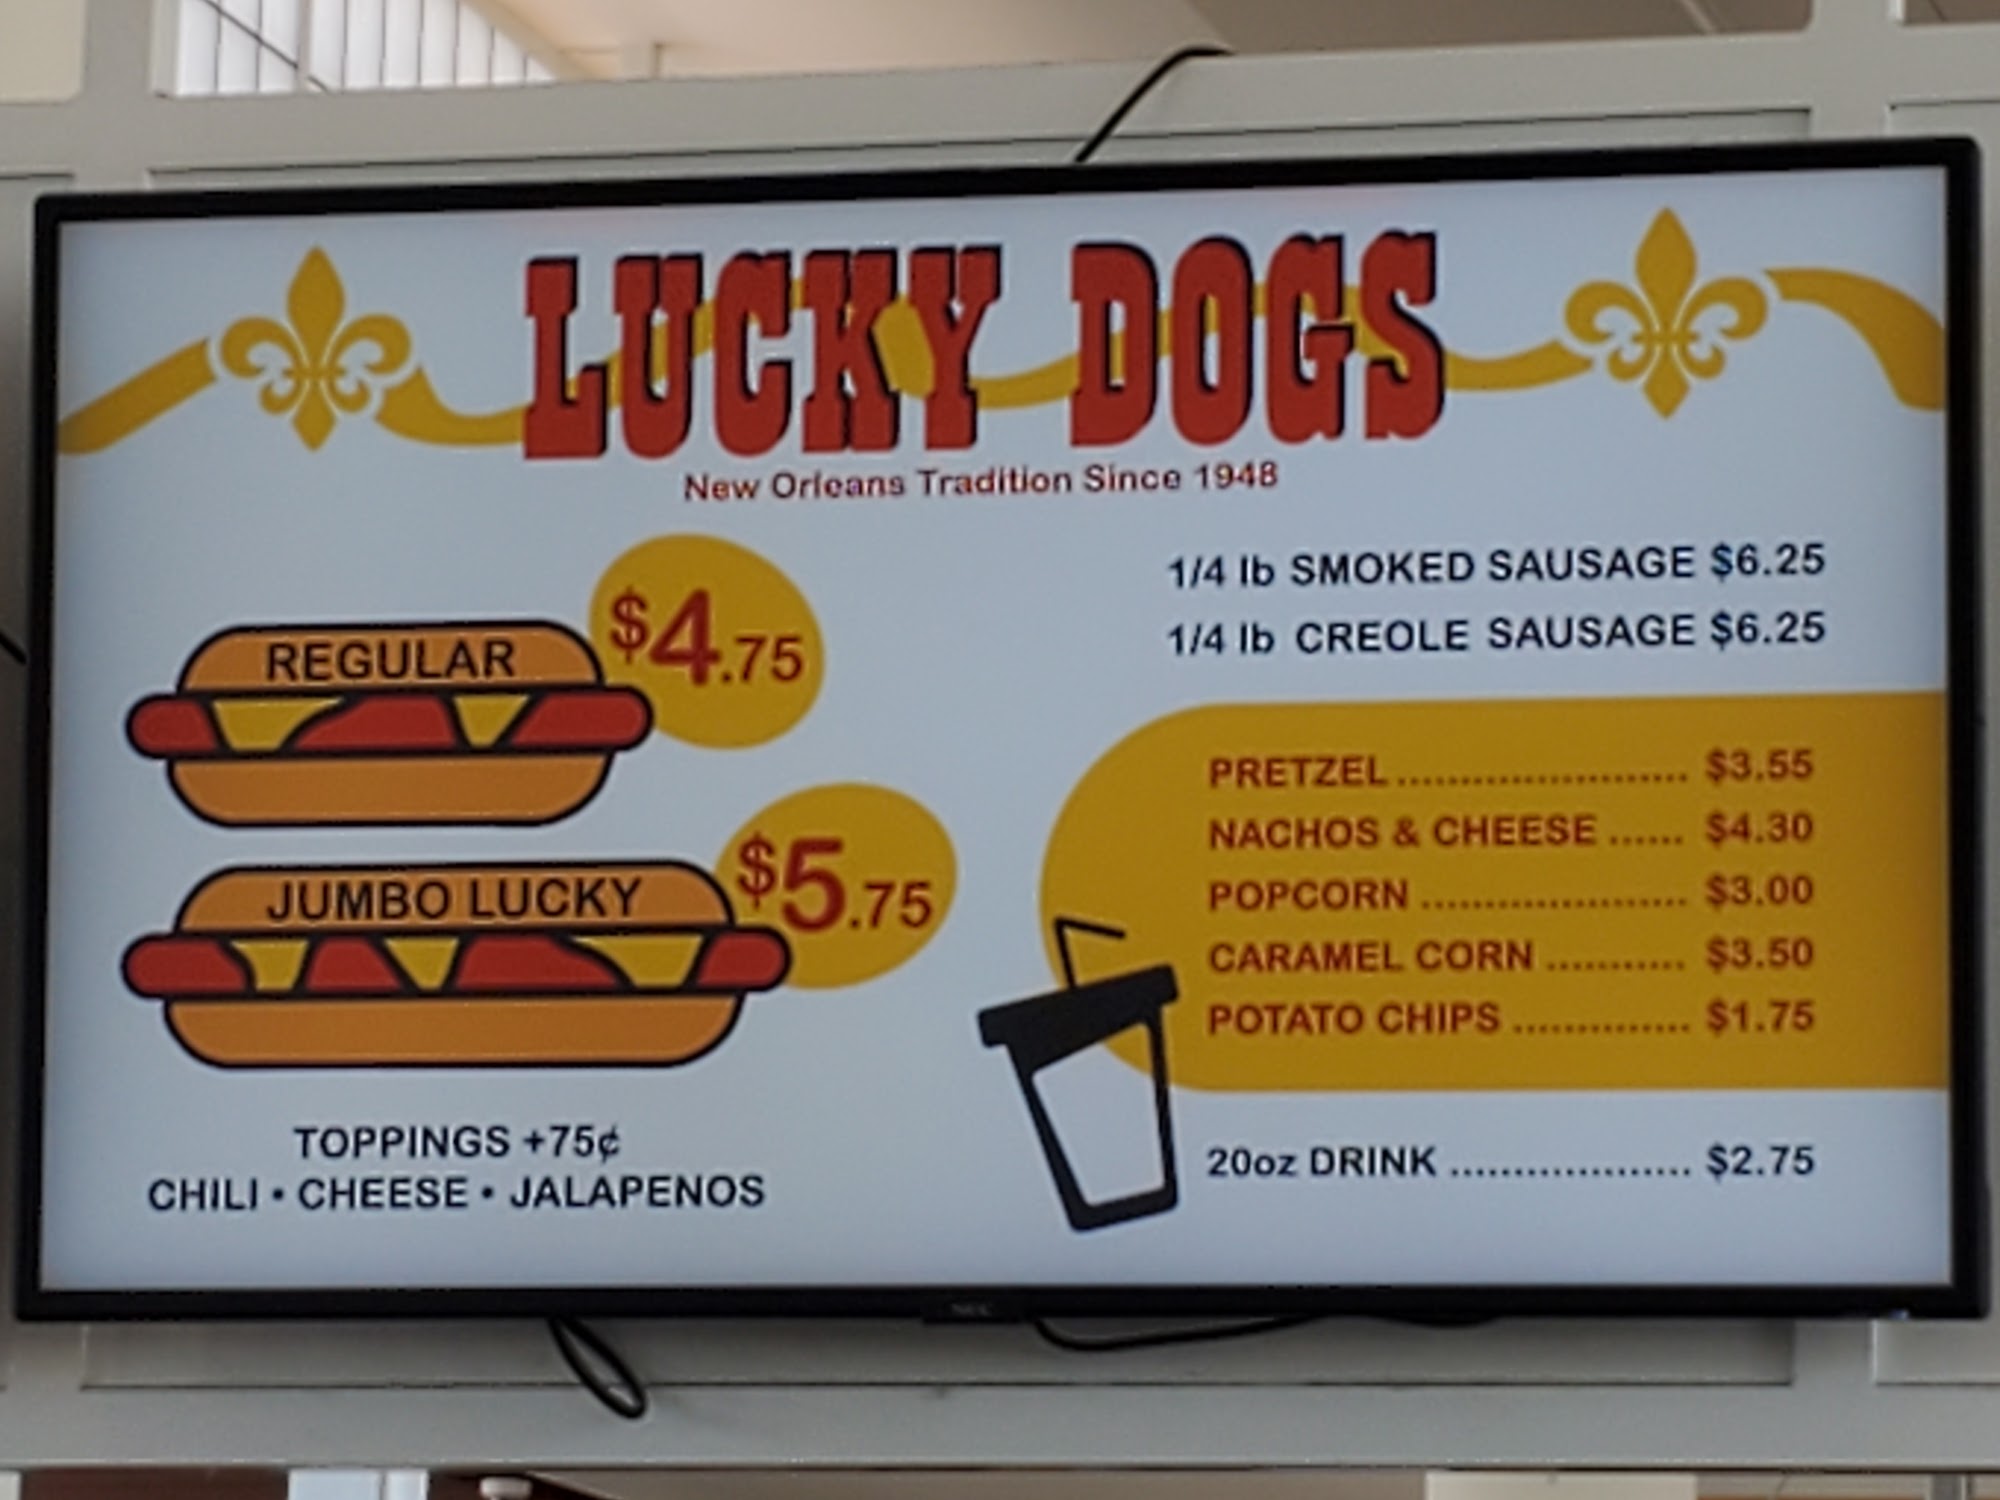 LUCKY DOGS
New Orleans Tradition Since 1948
REGULAR
$4.75
JUMBO LUCKY
$5.75
TOPPINGS +75¢
CHILI • CHEESE • JALAPENOS
1/4 lb SMOKED SAUSAGE $6.25
1/4 lb CREOLE SAUSAGE $6.25
PRETZEL ....................... $3.55
NACHOS & CHEESE ...... $4.30
POPCORN ..................... $3.00
CARAMEL CORN ........... $3.50
POTATO CHIPS .............. $1.75
20oz DRINK ................... $2.75
NEC